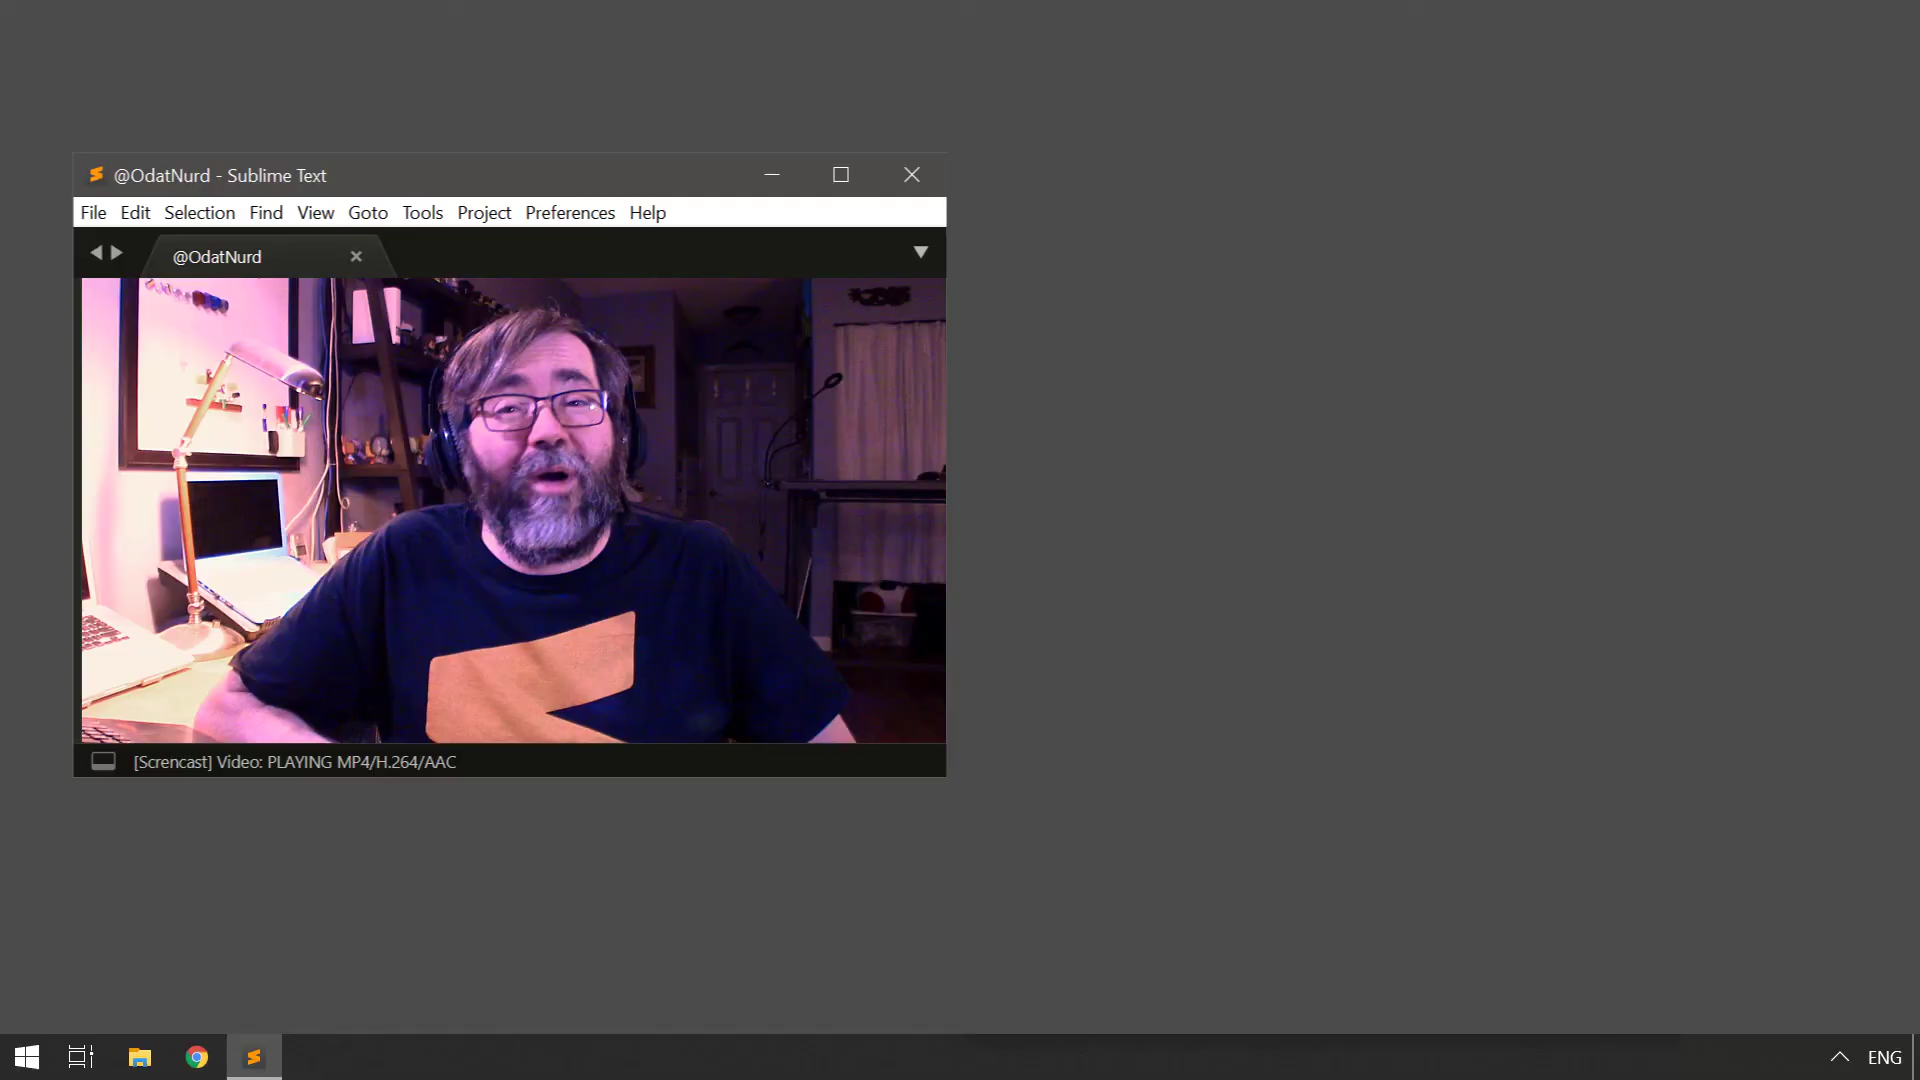 @OdatNurd - Sublime Text
File Edit Selection Find View Goto Tools Project Preferences Help
@OdatNurd
[Screncast] Video: PLAYING MP4/H.264/AAC
ENG